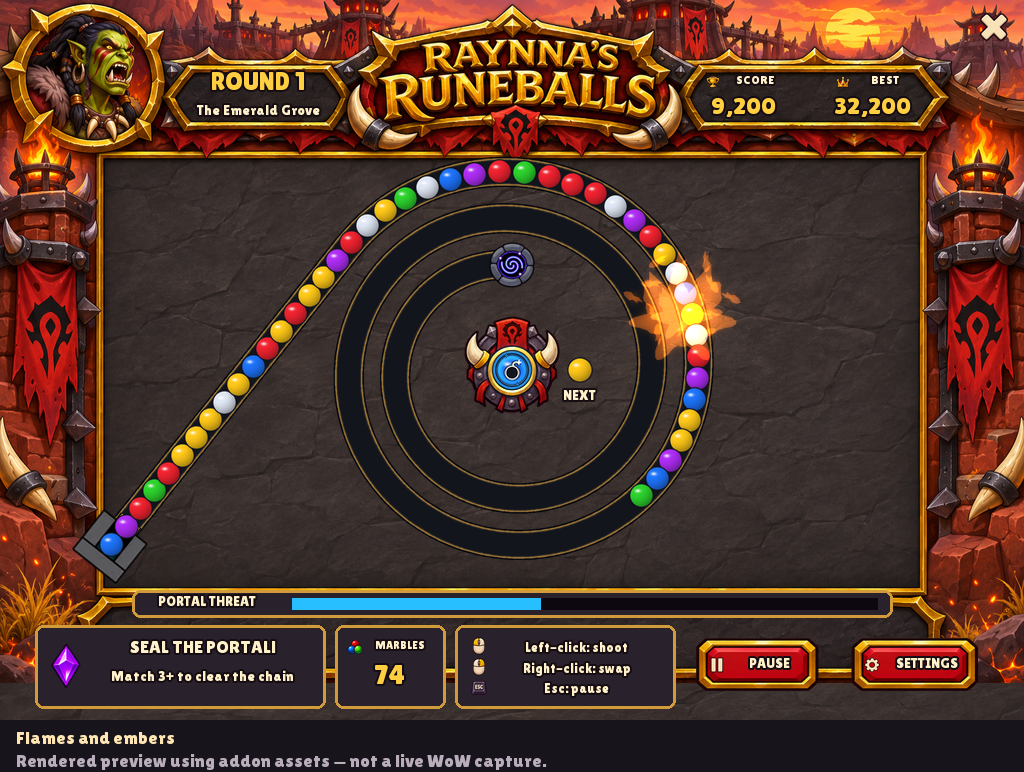 RAYNNA'S
RUNEBALLS
ROUND 1
The Emerald Grove
SCORE
9,200
BEST
32,200
NEXT
PORTAL THREAT
SEAL THE PORTAL!
Match 3+ to clear the chain
MARBLES
74
Left-click: shoot
Right-click: swap
ESC
Esc: pause
PAUSE
SETTINGS
Flames and embers
Rendered preview using addon assets — not a live WoW capture.